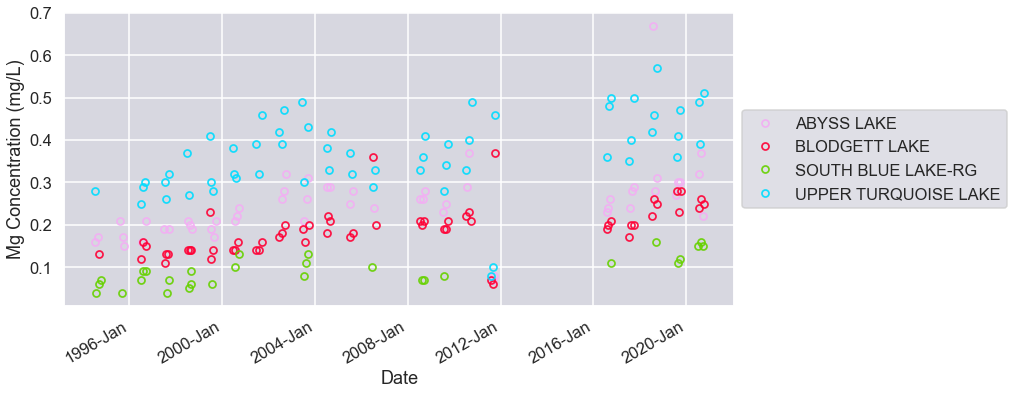 0.7
0.6
0.5
0.4
0.3
0.2
0.1
Mg Concentration (mg/L)
1996-Jan
2000-Jan
2004-Jan
2008-Jan
2012-Jan
2016-Jan
2020-Jan
Date
ABYSS LAKE
BLODGETT LAKE
SOUTH BLUE LAKE-RG
UPPER TURQUOISE LAKE